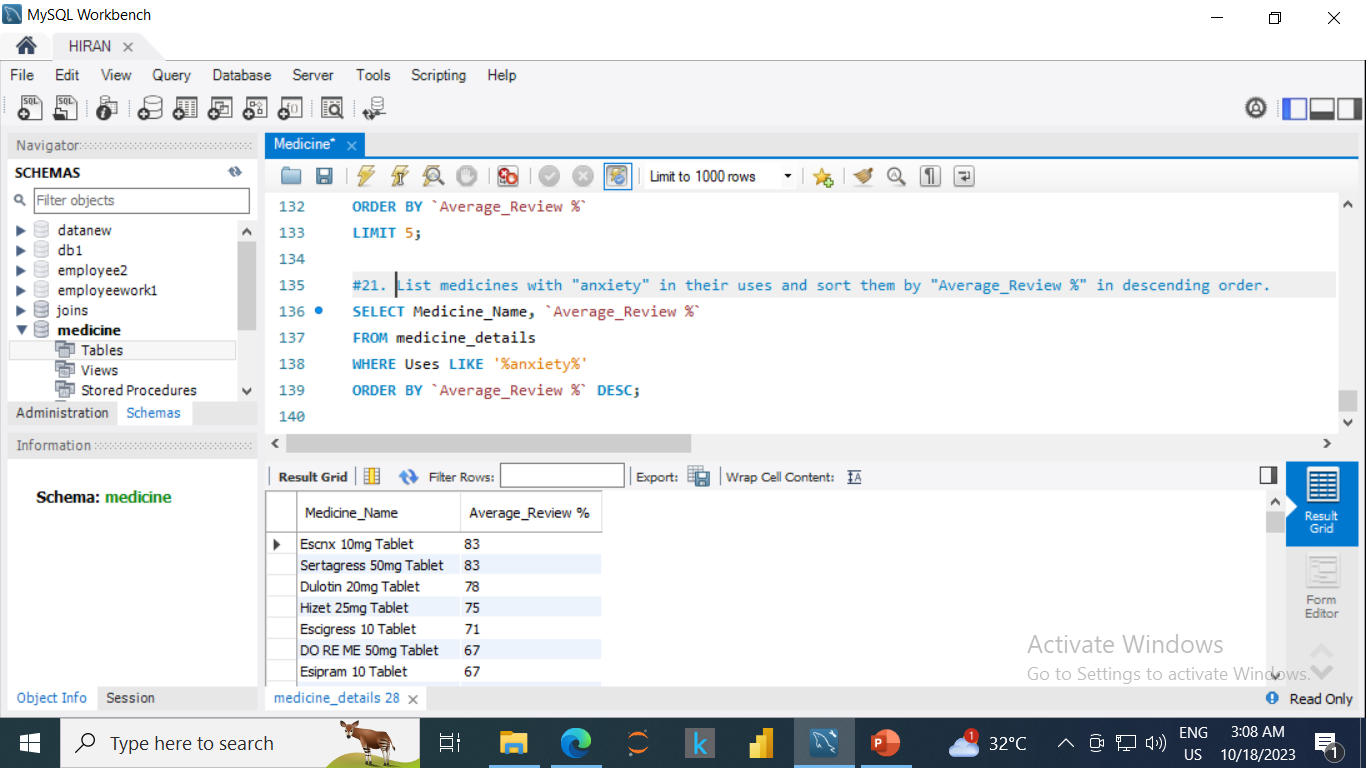 MySQL Workbench
HIRAN
File Edit View Query Database Server Tools Scripting Help
Navigator
SCHEMAS
Filter objects
datanew
db1
employee2
employeework1
joins
medicine
Tables
Views
Stored Procedures
Administration Schemas
Information
Schema: medicine
Object Info Session
Medicine*
Limit to 1000 rows
132 ORDER BY `Average_Review %`
133 LIMIT 5;
134
135 #21. List medicines with "anxiety" in their uses and sort them by "Average_Review %" in descending order.
136 SELECT Medicine_Name, `Average_Review %`
137 FROM medicine_details
138 WHERE Uses LIKE '%anxiety%'
139 ORDER BY `Average_Review %` DESC;
140
Result Grid Filter Rows: Export: Wrap Cell Content:
Medicine_Name Average_Review %
Escnx 10mg Tablet 83
Sertagress 50mg Tablet 83
Dulotin 20mg Tablet 78
Hizet 25mg Tablet 75
Escigress 10 Tablet 71
DO RE ME 50mg Tablet 67
Esipram 10 Tablet 67
Result
Grid
Form
Editor
Activate Windows
Go to Settings to activate Windows.
medicine_details 28
Read Only
Type here to search
1
32°C
ENG
US
3:08 AM
10/18/2023
1